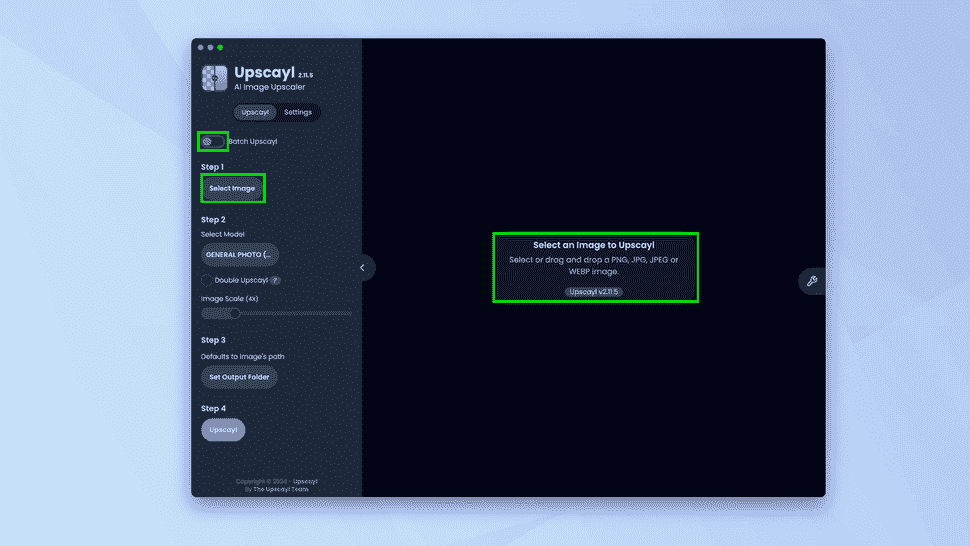 Upscayl 2.11.5
AI Image Upscaler
Upscayl Settings
Batch Upscayl
Step 1
Select Image
Step 2
Select Model
GENERAL PHOTO (...
Double Upscayl ?
Image Scale (4X)
Step 3
Defaults to Image's path
Set Output Folder
Step 4
Upscayl
Copyright © 2024 - Upscayl
By The Upscayl Team
Select an Image to Upscayl
Select or drag and drop a PNG, JPG, JPEG or
WEBP image.
Upscayl v2.11.5